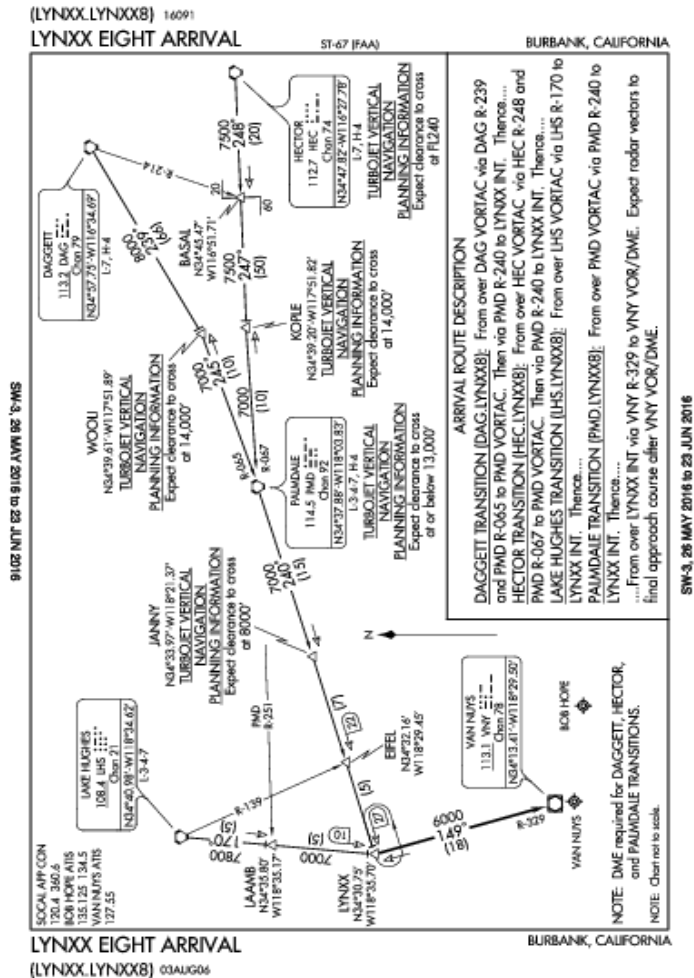 (LYNXX.LYNXX8) 16091
LYNXX EIGHT ARRIVAL
ST-67 (FAA)
BURBANK, CALIFORNIA
SOCAL APP CON
120.4 360.6
BOB HOPE ATIS
135.125 134.5
VAN NUYS ATIS
127.55
LAKE HUGHES
108.4 LHS
Chan 21
N34°40.98'-W118°34.62'
L-3-4-7
DAGGETT
113.2 DAG
Chan 79
N34°57.75'-W116°34.69'
L-7, H-4
HECTOR
112.7 HEC
Chan 74
N34°47.82'-W116°27.78'
L-7, H-4
TURBOJET VERTICAL
NAVIGATION
PLANNING INFORMATION
Expect clearance to cross
at FL240
7500
248°
(20)
R-214
20
60
BASAL
N34°45.47'
W116°51.71'
8000
239°
(69)
7500
247°
(50)
WOOLI
N34°39.61'-W117°51.89'
TURBOJET VERTICAL
NAVIGATION
PLANNING INFORMATION
Expect clearance to cross
at 14,000'
KOPLE
N34°39.20'-W117°51.82'
TURBOJET VERTICAL
NAVIGATION
PLANNING INFORMATION
Expect clearance to cross
at 14,000'
7000
245°
(10)
7000
(10)
R-065
R-067
PALMDALE
114.5 PMD
Chan 92
N34°37.88'-W118°03.83'
L-3-4-7, H-4
TURBOJET VERTICAL
NAVIGATION
PLANNING INFORMATION
Expect clearance to cross
at or below 13,000'
7000
240°
(15)
JANNY
N34°33.97'-W118°21.37'
TURBOJET VERTICAL
NAVIGATION
PLANNING INFORMATION
Expect clearance to cross
at 8000'
PMD
R-251
N
(7)
22
EIFEL
N34°32.16'
W118°29.45'
R-139
(5)
27
7800
170°
(5)
LAAMB
N34°35.80'
W118°35.17'
10
7000
(5)
LYNXX
N34°30.75'
W118°35.70'
6000
149°
(18)
R-329
VAN NUYS
113.1 VNY
Chan 78
N34°13.41'-W118°29.50'
VAN NUYS
BOB HOPE
NOTE: DME required for DAGGETT, HECTOR,
and PALMDALE TRANSITIONS.
NOTE: Chart not to scale.
ARRIVAL ROUTE DESCRIPTION
DAGGETT TRANSITION (DAG.LYNXX8): From over DAG VORTAC via DAG R-239
and PMD R-065 to PMD VORTAC. Then via PMD R-240 to LYNXX INT. Thence....
HECTOR TRANSITION (HEC.LYNXX8): From over HEC VORTAC via HEC R-248 and
PMD R-067 to PMD VORTAC. Then via PMD R-240 to LYNXX INT. Thence....
LAKE HUGHES TRANSITION (LHS.LYNXX8): From over LHS VORTAC via LHS R-170 to
LYNXX INT. Thence....
PALMDALE TRANSITION (PMD.LYNXX8): From over PMD VORTAC via PMD R-240 to
LYNXX INT. Thence....
....From over LYNXX INT via VNY R-329 to VNY VOR/DME. Expect radar vectors to
final approach course after VNY VOR/DME.
SW-3, 26 MAY 2016 to 23 JUN 2016
SW-3, 26 MAY 2016 to 23 JUN 2016
LYNXX EIGHT ARRIVAL
(LYNXX.LYNXX8) 03AUG06
BURBANK, CALIFORNIA